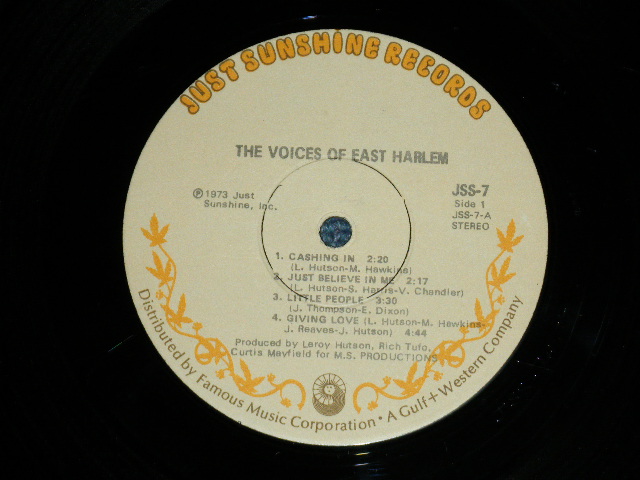 JUST SUNSHINE RECORDS
THE VOICES OF EAST HARLEM
℗1973 Just
Sunshine, Inc.
JSS-7
Side 1
JSS-7-A
STEREO
1. CASHING IN 2:20
(L. Hutson-M. Hawkins)
2. JUST BELIEVE IN ME 2:17
(L. Hutson-S. Harris-V. Chandler)
3. LITTLE PEOPLE 3:30
(J. Thompson-E. Dixon)
4. GIVING LOVE (L. Hutson-M. Hawkins-
J. Reaves-J. Hutson) 4:44
Produced by Leroy Hutson, Rich Tufo,
Curtis Mayfield for M.S. PRODUCTIONS
Distributed by Famous Music Corporation • A Gulf+Western Company